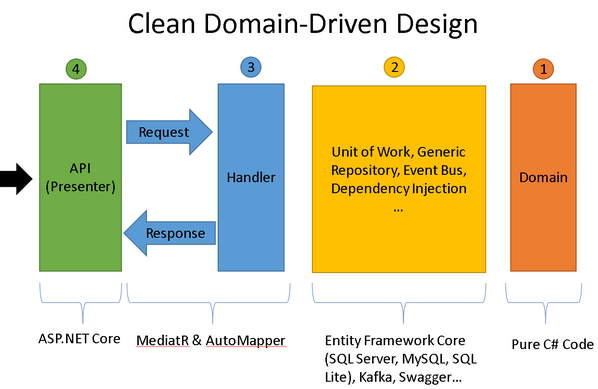 Clean Domain-Driven Design
4
3
2
1
API
(Presenter)
Request
Response
Handler
Unit of Work, Generic
Repository, Event Bus,
Dependency Injection
...
Domain
ASP.NET Core
MediatR & AutoMapper
Entity Framework Core
(SQL Server, MySQL, SQL
Lite), Kafka, Swagger...
Pure C# Code